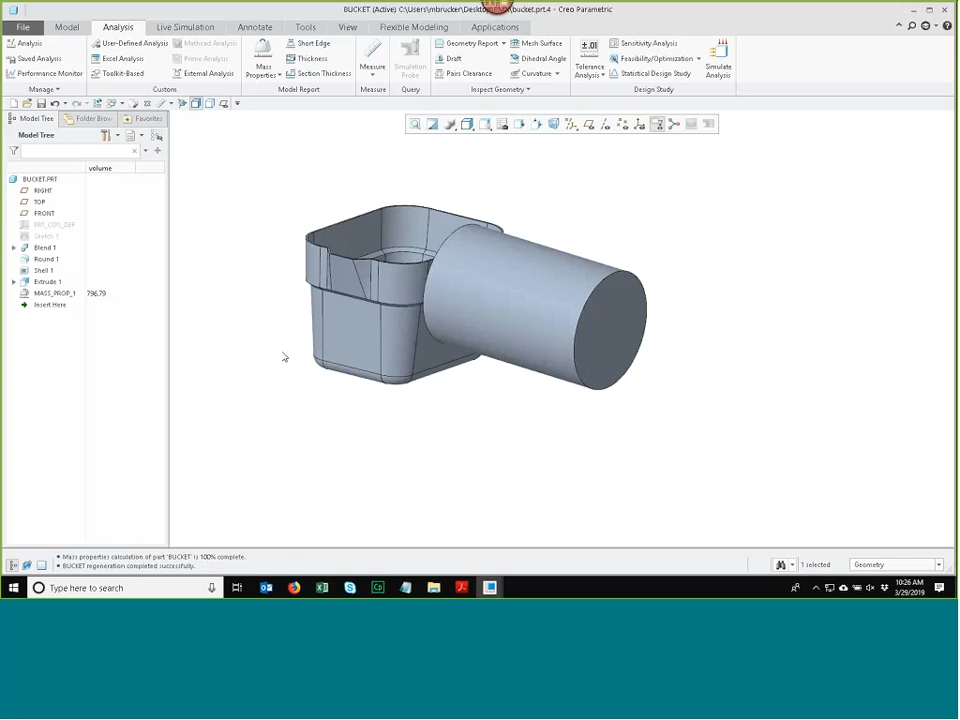 BUCKET (Active) C:\Users\mbrucker\Deskto bucket.prt.4 - Creo Parametric
File Model Analysis Live Simulation Annotate Tools View Flexible Modeling Applications
Analysis User-Defined Analysis Methcad Analysis Short Edge Geometry Report Mesh Surface Sensitivity Analysis
Saved Analysis Excel Analysis Prime Analysis Thickness Draft Dihedral Angle Feasibility/Optimization
Performance Monitor Toolkit-Based External Analysis Section Thickness Pairs Clearance Curvature Statistical Design Study
Mass Properties Measure Simulation Probe Tolerance Analysis Simulate Analysis
Manage Custom Model Report Measure Query Inspect Geometry Design Study
Model Tree Folder Brow Favorites
Model Tree
volume
BUCKET.PRT
RIGHT
TOP
FRONT
PRT_CSYS_DEF
Sketch 1
Blend 1
Round 1
Shell 1
Extrude 1
MASS_PROP_1 796.79
Insert Here
• Mass properties calculation of part 'BUCKET' is 100% complete.
• BUCKET regeneration completed successfully.
1 selected Geometry
Type here to search
10:26 AM
3/29/2019